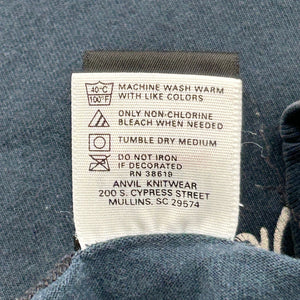 40°C
100°F
MACHINE WASH WARM
WITH LIKE COLORS
ONLY NON-CHLORINE
BLEACH WHEN NEEDED
TUMBLE DRY MEDIUM
DO NOT IRON
IF DECORATED
RN 38619
ANVIL KNITWEAR
200 S. CYPRESS STREET
MULLINS, SC 29574